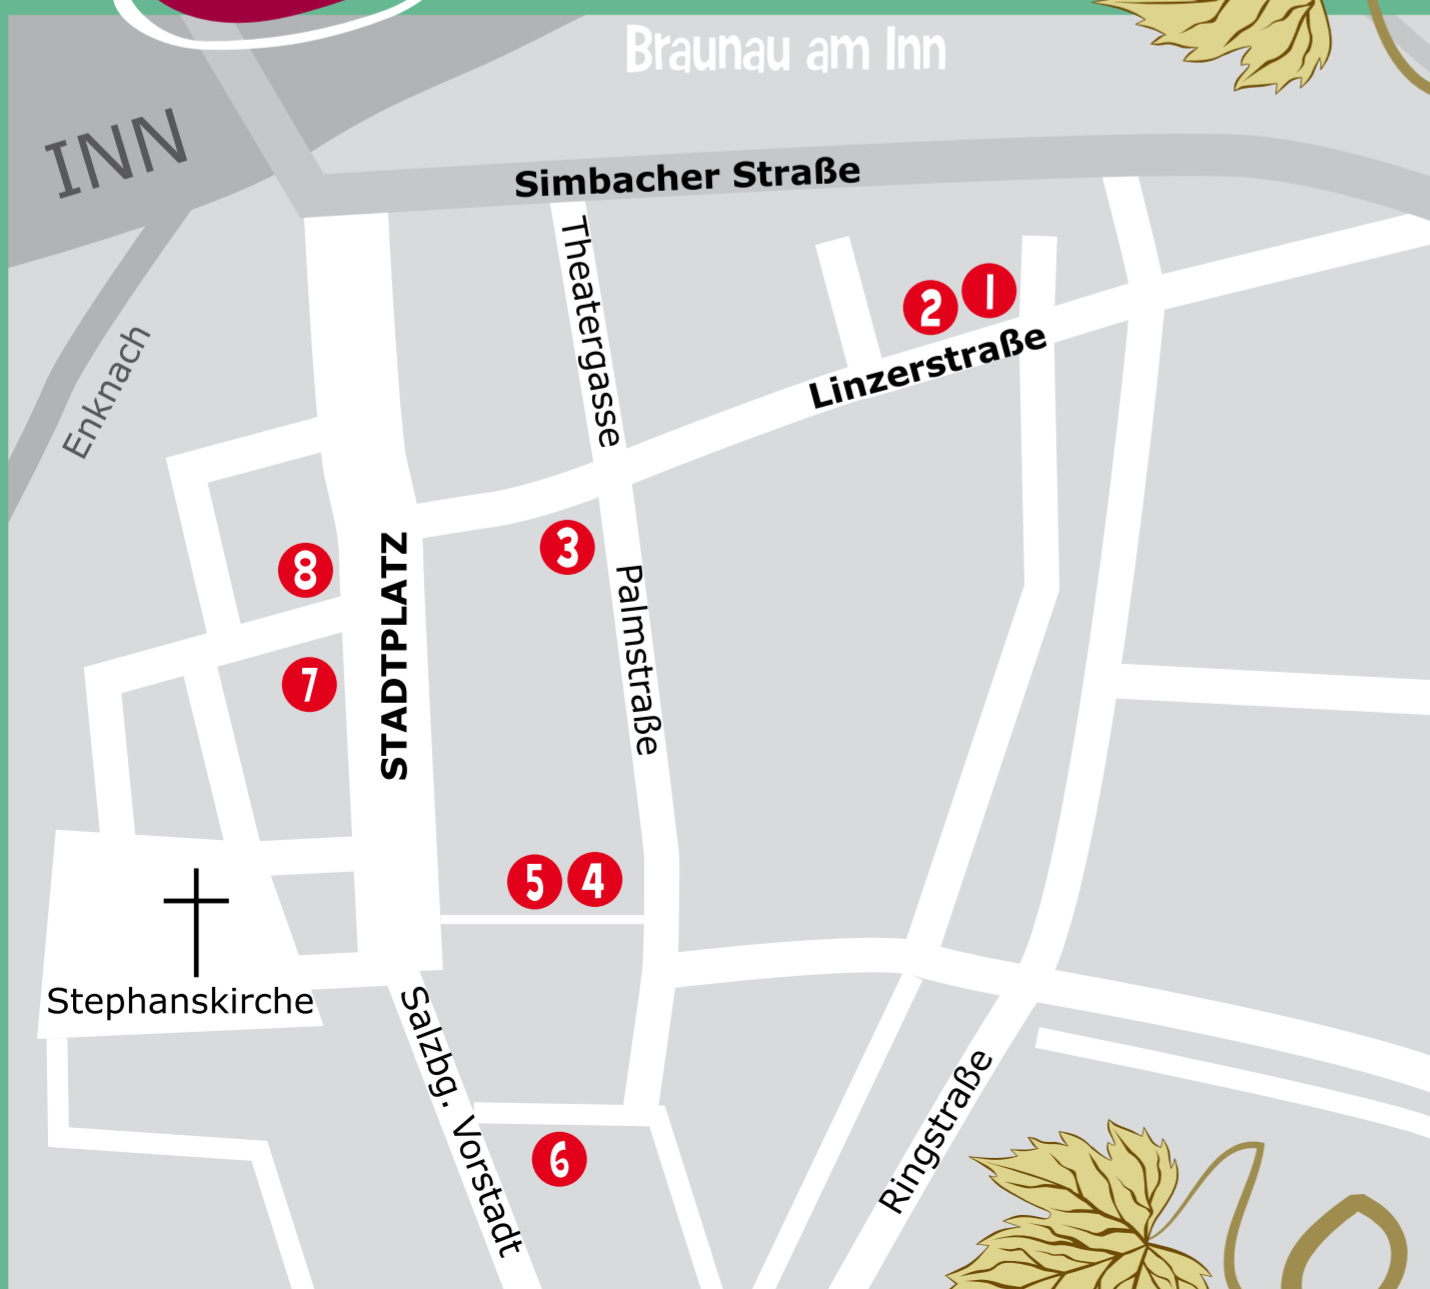 Braunau am Inn
INN
Simbacher Straße
Theatergasse
2
1
Enknach
Linzerstraße
8
STADTPLATZ
3
Palmstraße
7
5
4
Stephanskirche
Salzbg. Vorstadt
6
Ringstraße